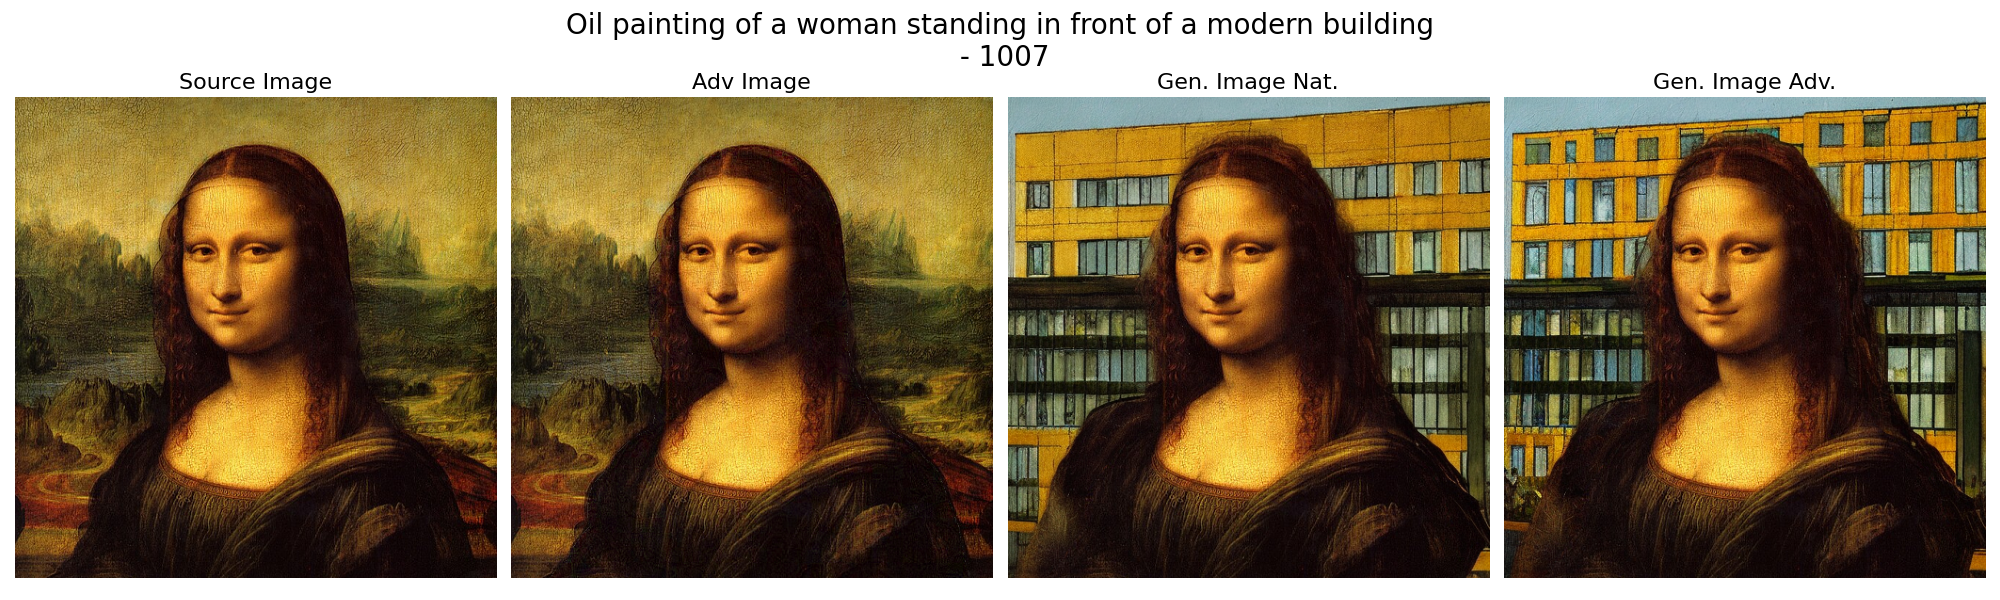 Oil painting of a woman standing in front of a modern building
- 1007
Source Image
Adv Image
Gen. Image Nat.
Gen. Image Adv.